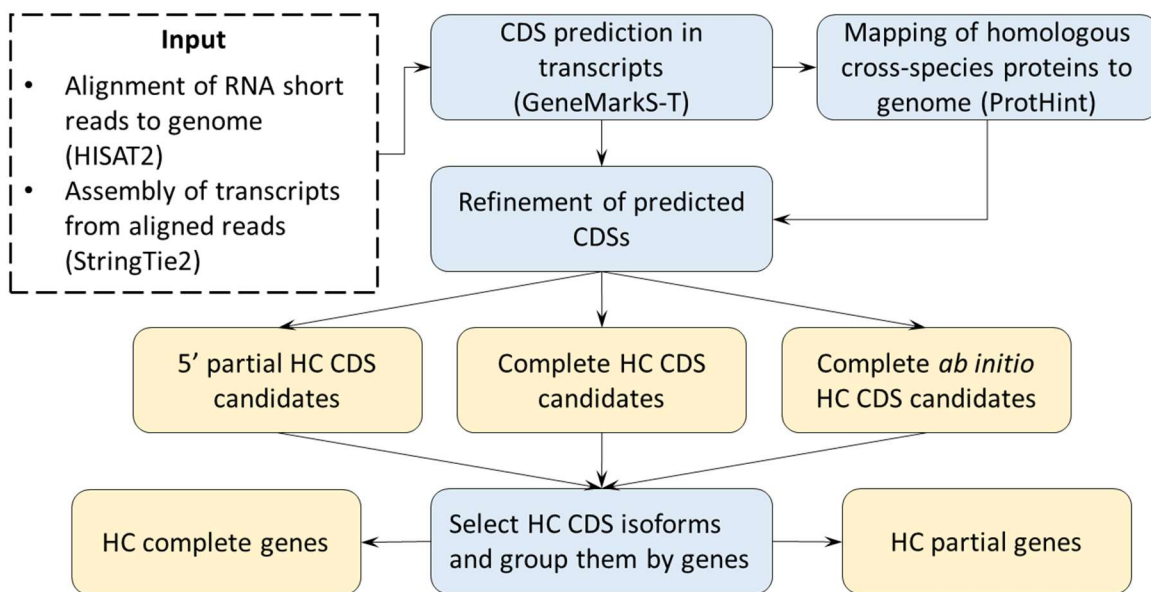 Input
• Alignment of RNA short
reads to genome
(HISAT2)
• Assembly of transcripts
from aligned reads
(StringTie2)
CDS prediction in
transcripts
(GeneMarkS-T)
Mapping of homologous
cross-species proteins to
genome (ProtHint)
Refinement of predicted
CDSs
5’ partial HC CDS
candidates
Complete HC CDS
candidates
Complete ab initio
HC CDS candidates
HC complete genes
Select HC CDS isoforms
and group them by genes
HC partial genes